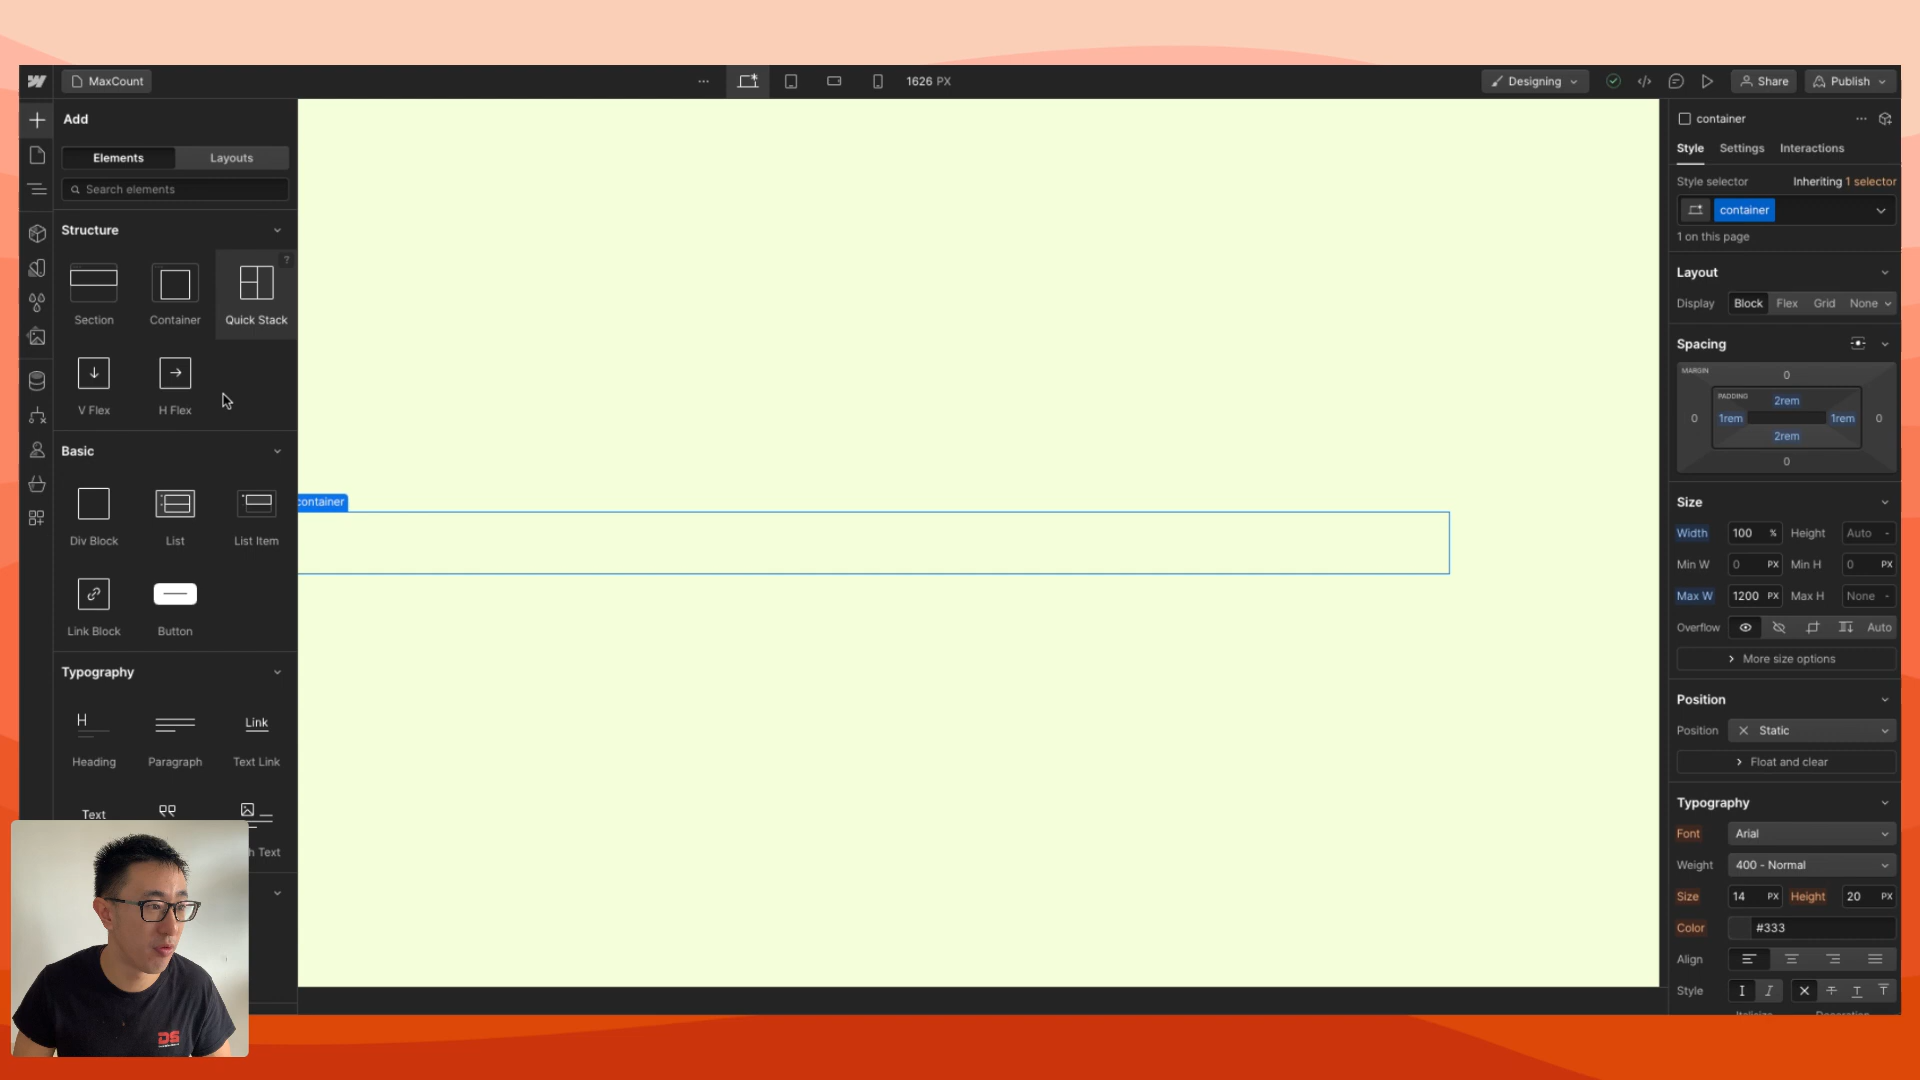 MaxCount
1626 PX
Designing
Share
Publish
Add
Elements
Layouts
Search elements
Structure
?
Section
Container
Quick Stack
V Flex
H Flex
Basic
Div Block
List
List Item
Link Block
Button
Typography
H
Link
Heading
Paragraph
Text Link
Text
h Text
DS
container
container
Style
Settings
Interactions
Style selector
Inheriting 1 selector
container
1 on this page
Layout
Display
Block
Flex
Grid
None
Spacing
MARGIN
0
PADDING
2rem
0
1rem
1rem
0
2rem
0
Size
Width
100 %
Height
Auto -
Min W
0 PX
Min H
0 PX
Max W
1200 PX
Max H
None -
Overflow
Auto
More size options
Position
Position
Static
Float and clear
Typography
Font
Arial
Weight
400 - Normal
Size
14 PX
Height
20 PX
Color
#333
Align
Style